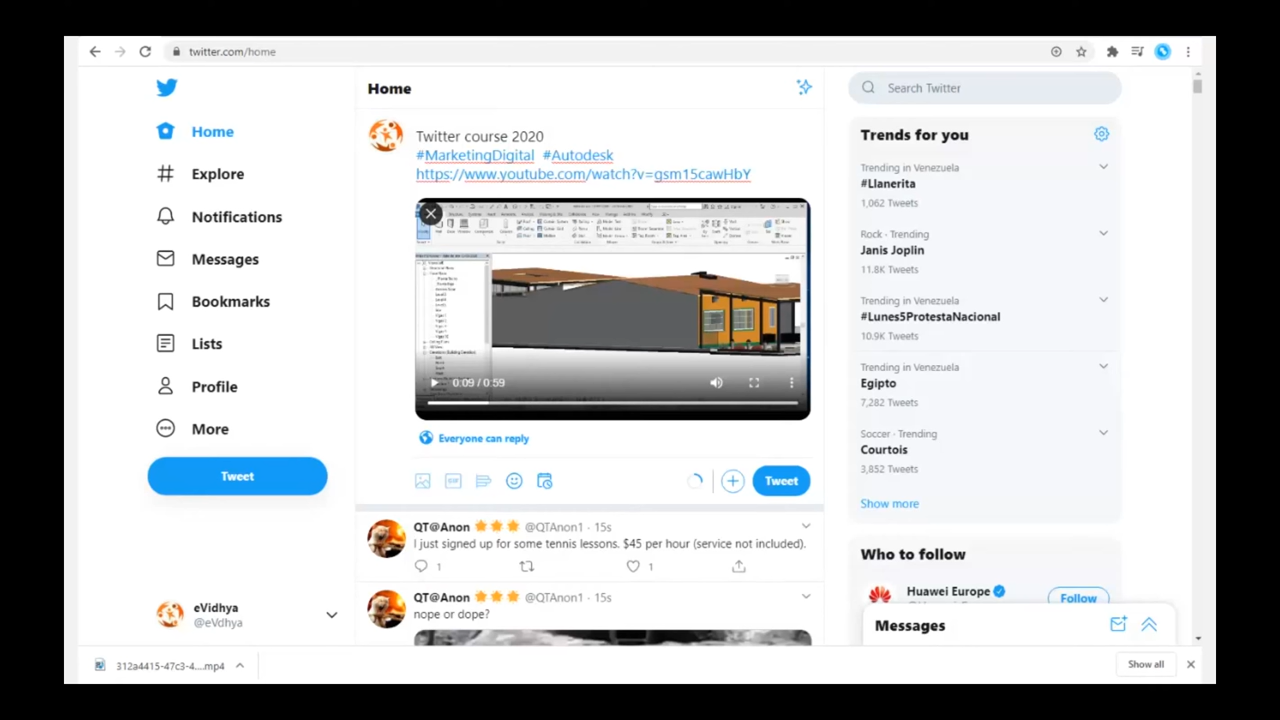 twitter.com/home
Home
Explore
Notifications
Messages
Bookmarks
Lists
Profile
More
Tweet
eVidhya
@eVdhya
Home
Twitter course 2020
#MarketingDigital #Autodesk
https://www.youtube.com/watch?v=gsm15cawHbY
0:09 / 0:59
Everyone can reply
GIF
Tweet
QT@Anon @QTAnon1 · 15s
I just signed up for some tennis lessons. $45 per hour (service not included).
1 1
QT@Anon @QTAnon1 · 15s
nope or dope?
Search Twitter
Trends for you
Trending in Venezuela
#Llanerita
1,062 Tweets
Rock · Trending
Janis Joplin
11.8K Tweets
Trending in Venezuela
#Lunes5ProtestaNacional
10.9K Tweets
Trending in Venezuela
Egipto
7,282 Tweets
Soccer · Trending
Courtois
3,852 Tweets
Show more
Who to follow
Huawei Europe
Follow
Messages
312a4415-47c3-4....mp4
Show all